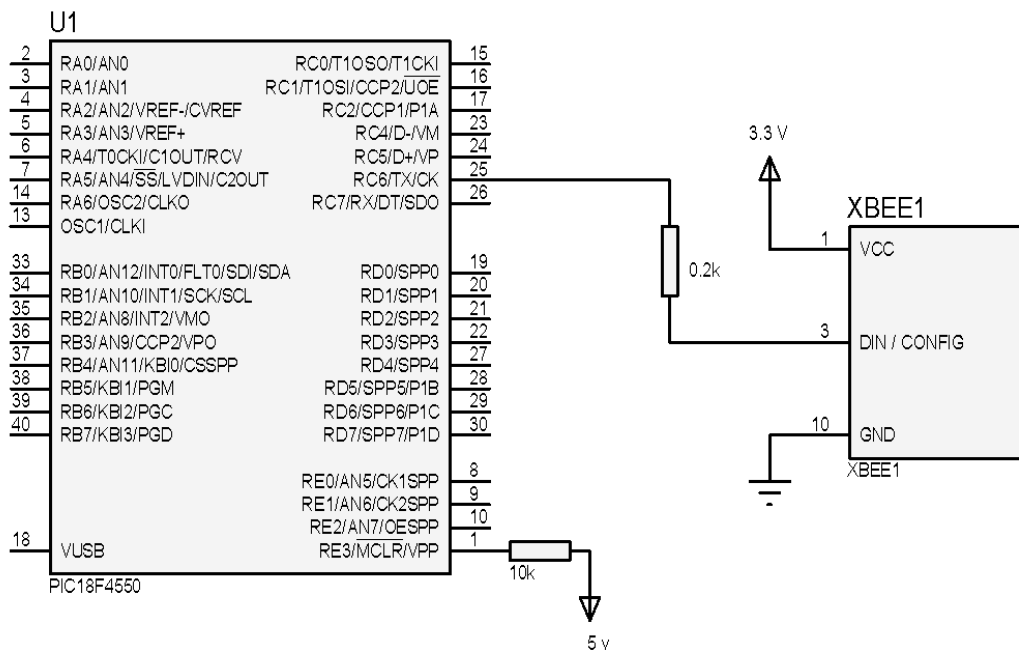 U1
2 RA0/AN0
3 RA1/AN1
4 RA2/AN2/VREF-/CVREF
5 RA3/AN3/VREF+
6 RA4/T0CKI/C1OUT/RCV
7 RA5/AN4/SS/LVDIN/C2OUT
14 RA6/OSC2/CLKO
13 OSC1/CLKI
33 RB0/AN12/INT0/FLT0/SDI/SDA
34 RB1/AN10/INT1/SCK/SCL
35 RB2/AN8/INT2/VMO
36 RB3/AN9/CCP2/VPO
37 RB4/AN11/KBI0/CSSPP
38 RB5/KBI1/PGM
39 RB6/KBI2/PGC
40 RB7/KBI3/PGD
18 VUSB
RC0/T1OSO/T1CKI 15
RC1/T1OSI/CCP2/UOE 16
RC2/CCP1/P1A 17
RC4/D-/VM 23
RC5/D+/VP 24
RC6/TX/CK 25
RC7/RX/DT/SDO 26
RD0/SPP0 19
RD1/SPP1 20
RD2/SPP2 21
RD3/SPP3 22
RD4/SPP4 27
RD5/SPP5/P1B 28
RD6/SPP6/P1C 29
RD7/SPP7/P1D 30
RE0/AN5/CK1SPP 8
RE1/AN6/CK2SPP 9
RE2/AN7/OESPP 10
RE3/MCLR/VPP 1
PIC18F4550
10k
5 v
0.2k
3.3 V
XBEE1
1 VCC
3 DIN / CONFIG
10 GND
XBEE1